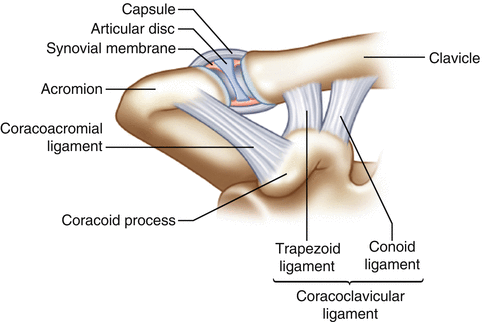 Capsule
Articular disc
Synovial membrane
Clavicle
Acromion
Coracoacromial
ligament
Coracoid process
Trapezoid
ligament
Conoid
ligament
Coracoclavicular
ligament